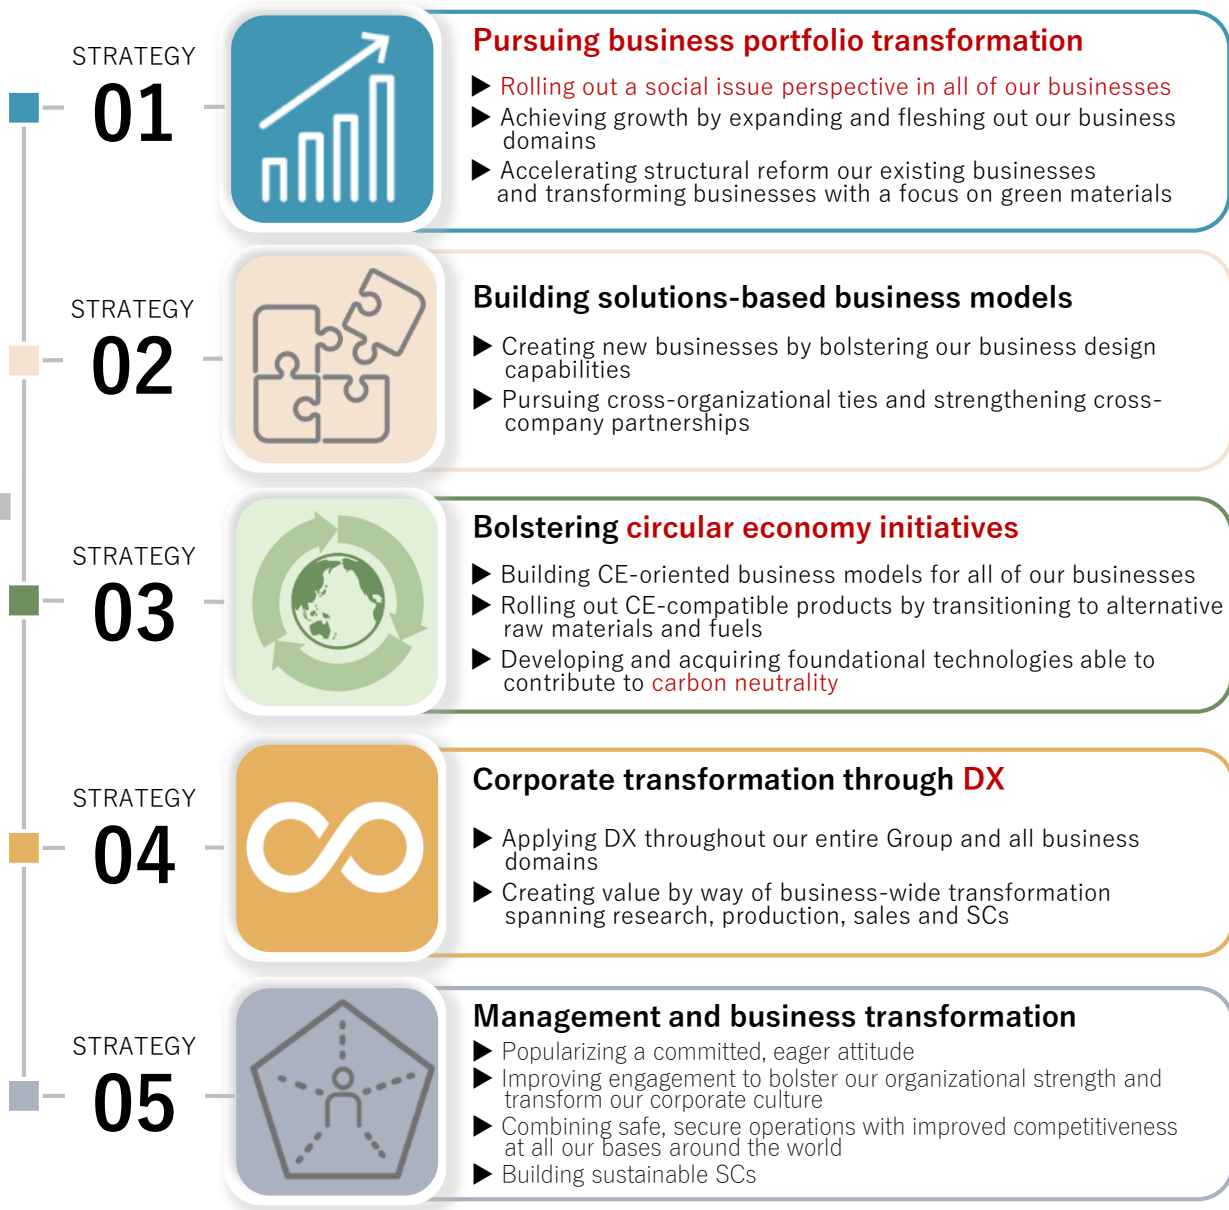 STRATEGY
01
Pursuing business portfolio transformation
▶ Rolling out a social issue perspective in all of our businesses
▶ Achieving growth by expanding and fleshing out our business
domains
▶ Accelerating structural reform our existing businesses
and transforming businesses with a focus on green materials
STRATEGY
02
Building solutions-based business models
▶ Creating new businesses by bolstering our business design
capabilities
▶ Pursuing cross-organizational ties and strengthening cross-
company partnerships
STRATEGY
03
Bolstering circular economy initiatives
▶ Building CE-oriented business models for all of our businesses
▶ Rolling out CE-compatible products by transitioning to alternative
raw materials and fuels
▶ Developing and acquiring foundational technologies able to
contribute to carbon neutrality
STRATEGY
04
Corporate transformation through DX
▶ Applying DX throughout our entire Group and all business
domains
▶ Creating value by way of business-wide transformation
spanning research, production, sales and SCs
STRATEGY
05
Management and business transformation
▶ Popularizing a committed, eager attitude
▶ Improving engagement to bolster our organizational strength and
transform our corporate culture
▶ Combining safe, secure operations with improved competitiveness
at all our bases around the world
▶ Building sustainable SCs